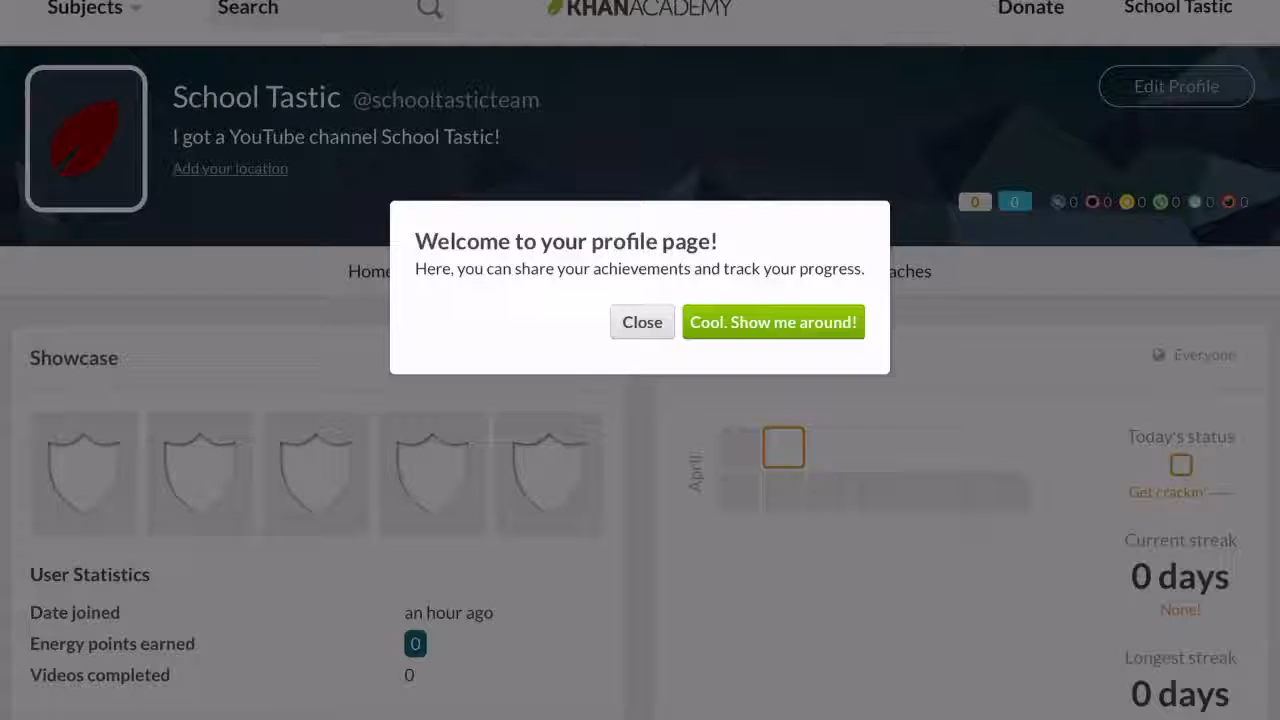 Subjects
Search
KHANACADEMY
Donate
School Tastic
School Tastic @schooltasticteam
I got a YouTube channel School Tastic!
Add your location
Edit Profile
0 0 0 0 0 0 0 0
Welcome to your profile page!
Here, you can share your achievements and track your progress.
Close
Cool. Show me around!
Home
aches
Showcase
Everyone
April
Today's status
Get crackin'
Current streak
0 days
None!
Longest streak
0 days
User Statistics
Date joined an hour ago
Energy points earned 0
Videos completed 0